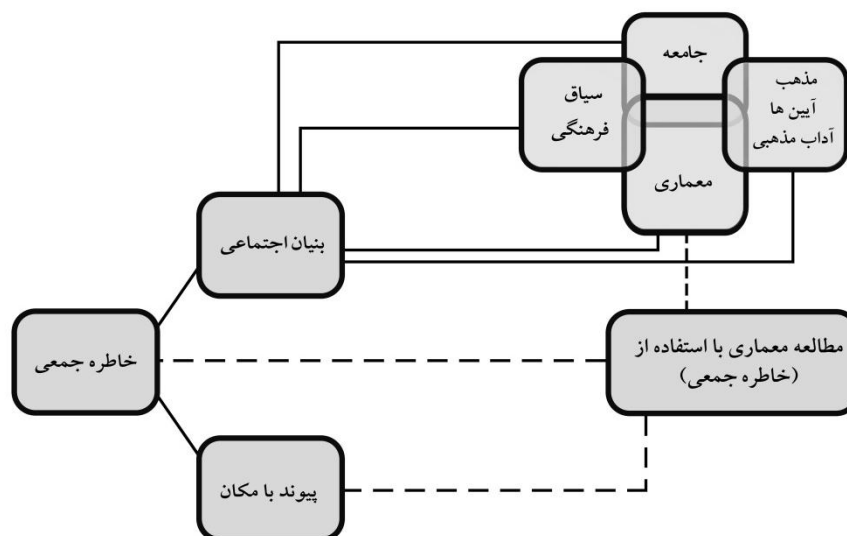 جامعه
مذهب
آیین ها
آداب مذهبی
سیاق
فرهنگی
معماری
بنیان اجتماعی
خاطره جمعی
مطالعه معماری با استفاده از
(خاطره جمعی)
پیوند با مکان